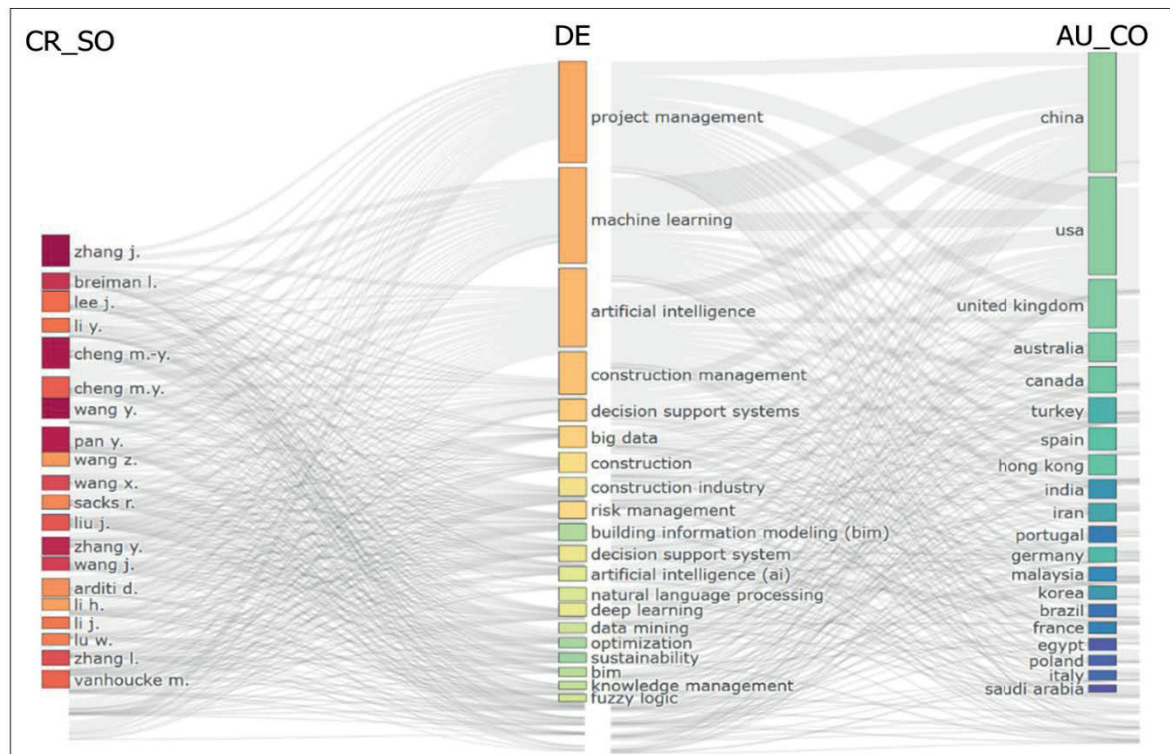 CR_SO
DE
AU_CO
zhang j.
breiman l.
lee j.
li y.
cheng m.-y.
cheng m.y.
wang y.
pan y.
wang z.
wang x.
sacks r.
liu j.
zhang y.
wang j.
arditi d.
li h.
li j.
lu w.
zhang l.
vanhoucke m.
project management
machine learning
artificial intelligence
construction management
decision support systems
big data
construction
construction industry
risk management
building information modeling (bim)
decision support system
artificial intelligence (ai)
natural language processing
deep learning
data mining
optimization
sustainability
bim
knowledge management
fuzzy logic
china
usa
united kingdom
australia
canada
turkey
spain
hong kong
india
iran
portugal
germany
malaysia
korea
brazil
france
egypt
poland
italy
saudi arabia